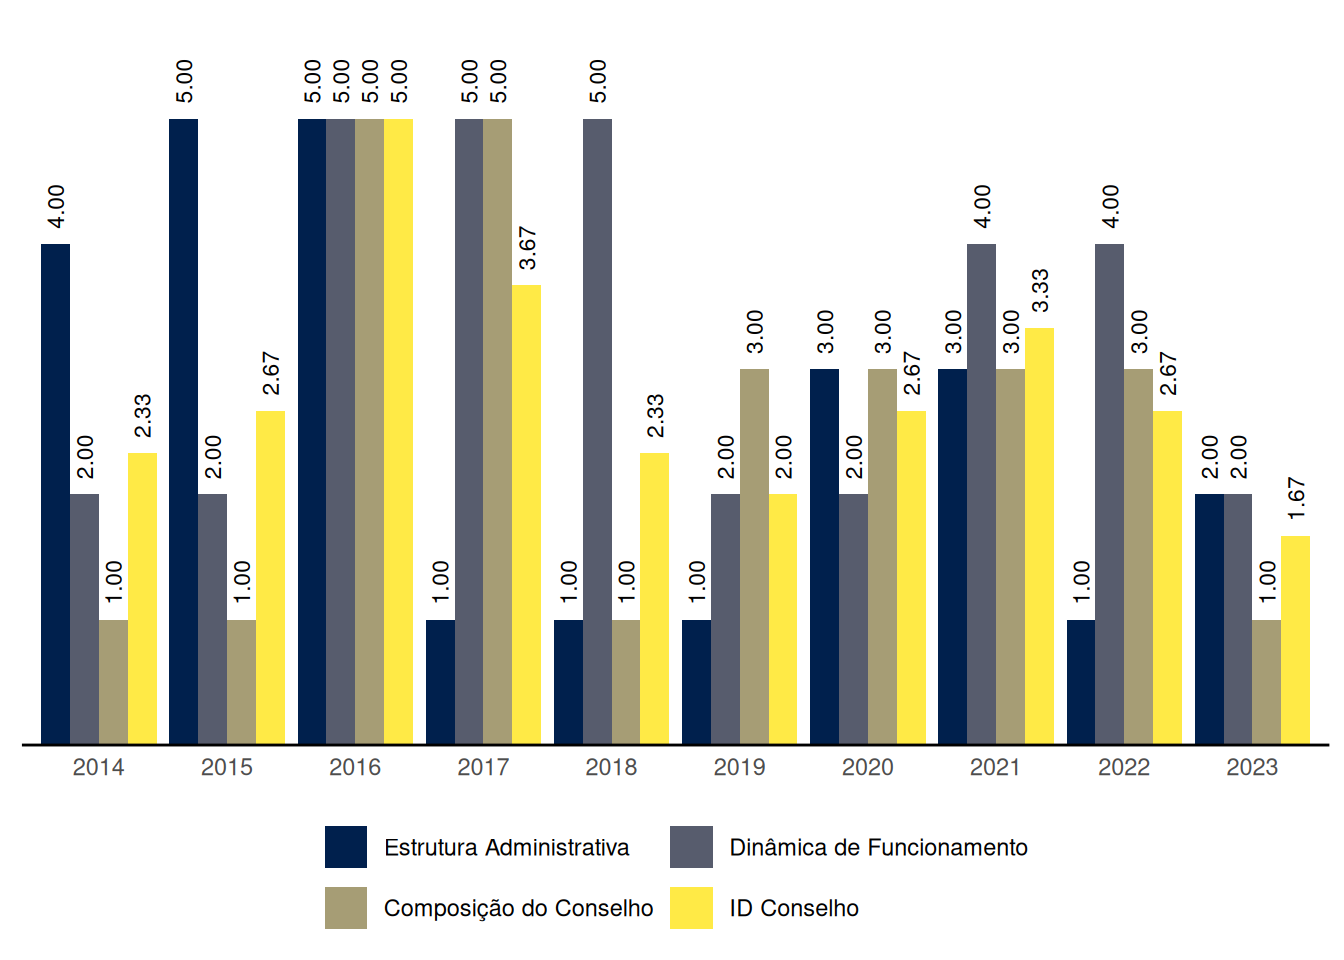 4.00 2.00 1.00 2.33
5.00 2.00 1.00 2.67
5.00 5.00 5.00 5.00
1.00 5.00 5.00 3.67
1.00 5.00 1.00 2.33
1.00 2.00 3.00 2.00
3.00 2.00 3.00 2.67
3.00 4.00 3.00 3.33
1.00 4.00 3.00 2.67
2.00 2.00 1.00 1.67
2014 2015 2016 2017 2018 2019 2020 2021 2022 2023
Estrutura Administrativa Dinâmica de Funcionamento
Composição do Conselho ID Conselho